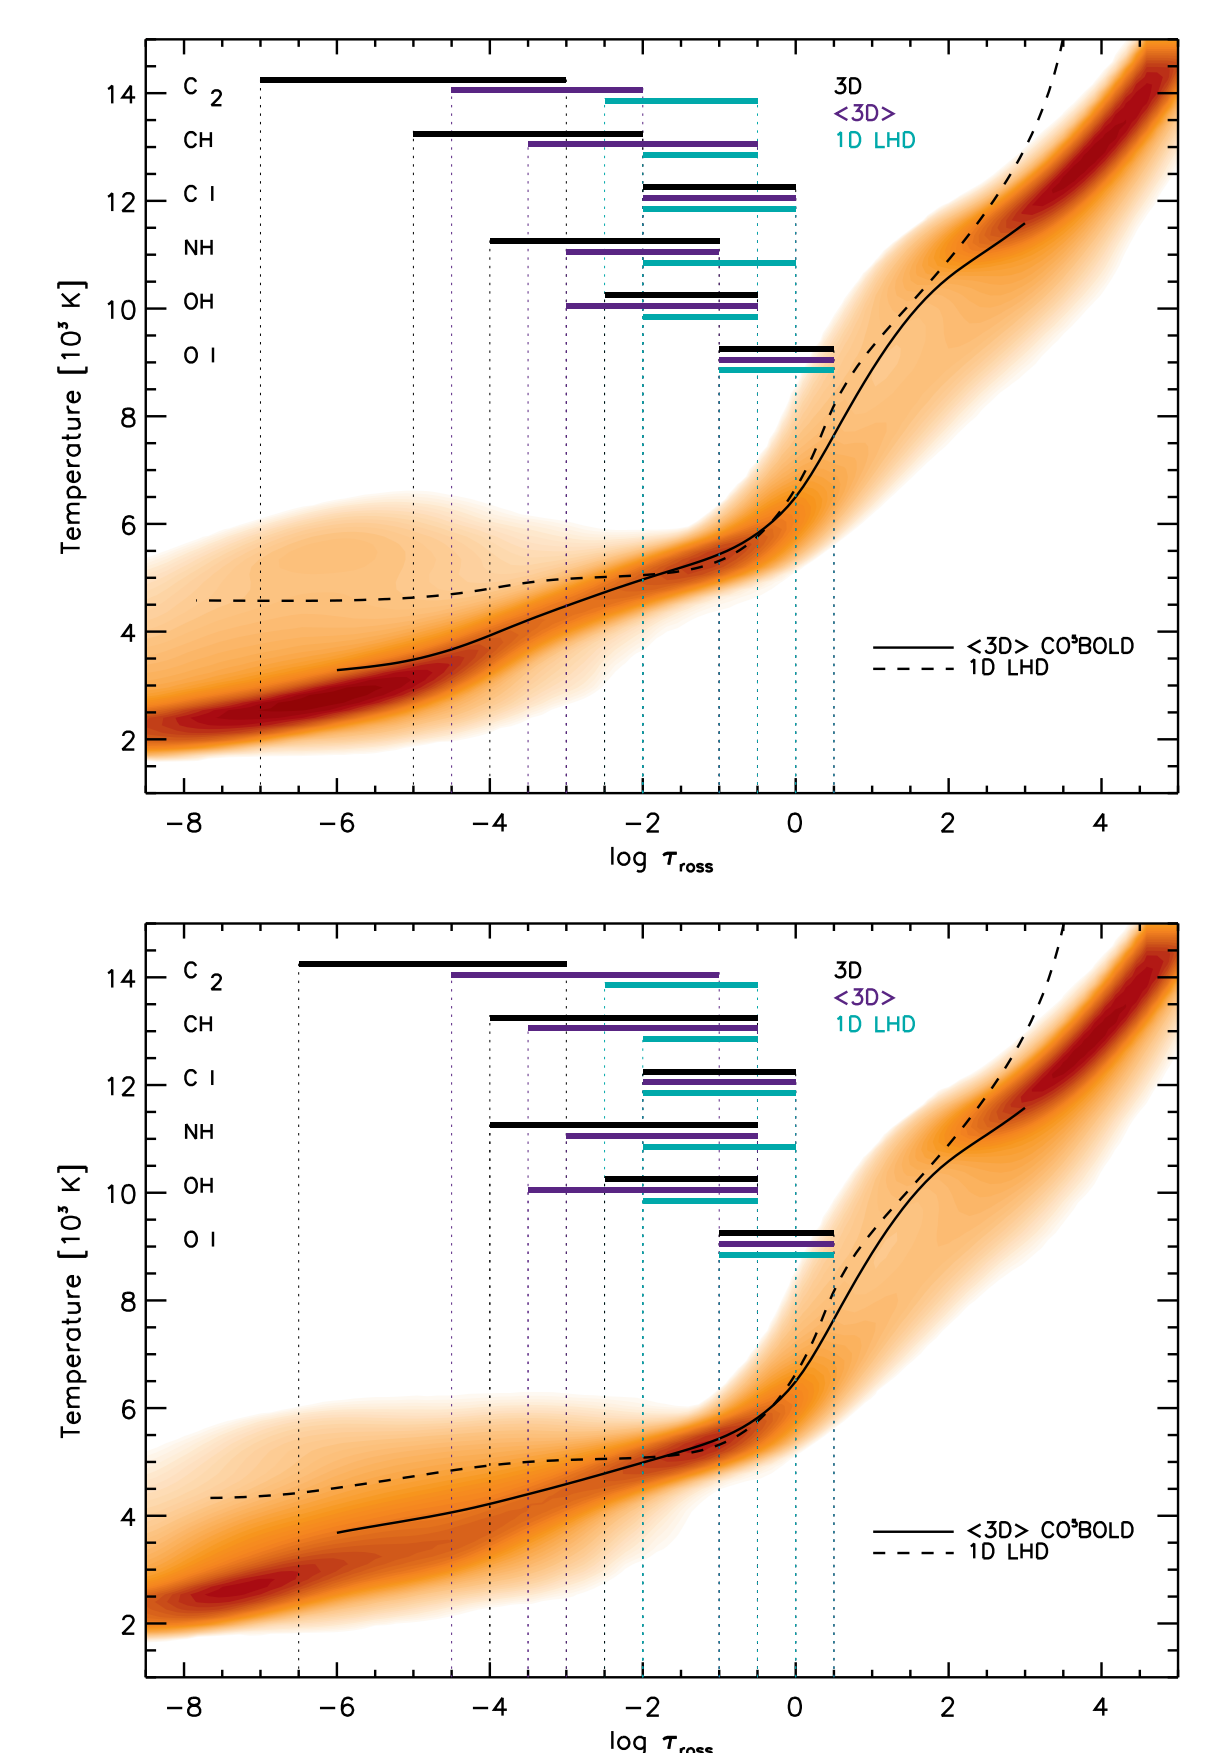 14
12
10
8
6
4
2
Temperature [10³ K]
C 2
CH
C I
NH
OH
O I
3D
<3D>
1D LHD
<3D> CO⁵BOLD
1D LHD
−8 −6 −4 −2 0 2 4
log τross
14
12
10
8
6
4
2
Temperature [10³ K]
C 2
CH
C I
NH
OH
O I
3D
<3D>
1D LHD
<3D> CO⁵BOLD
1D LHD
−8 −6 −4 −2 0 2 4
log τross